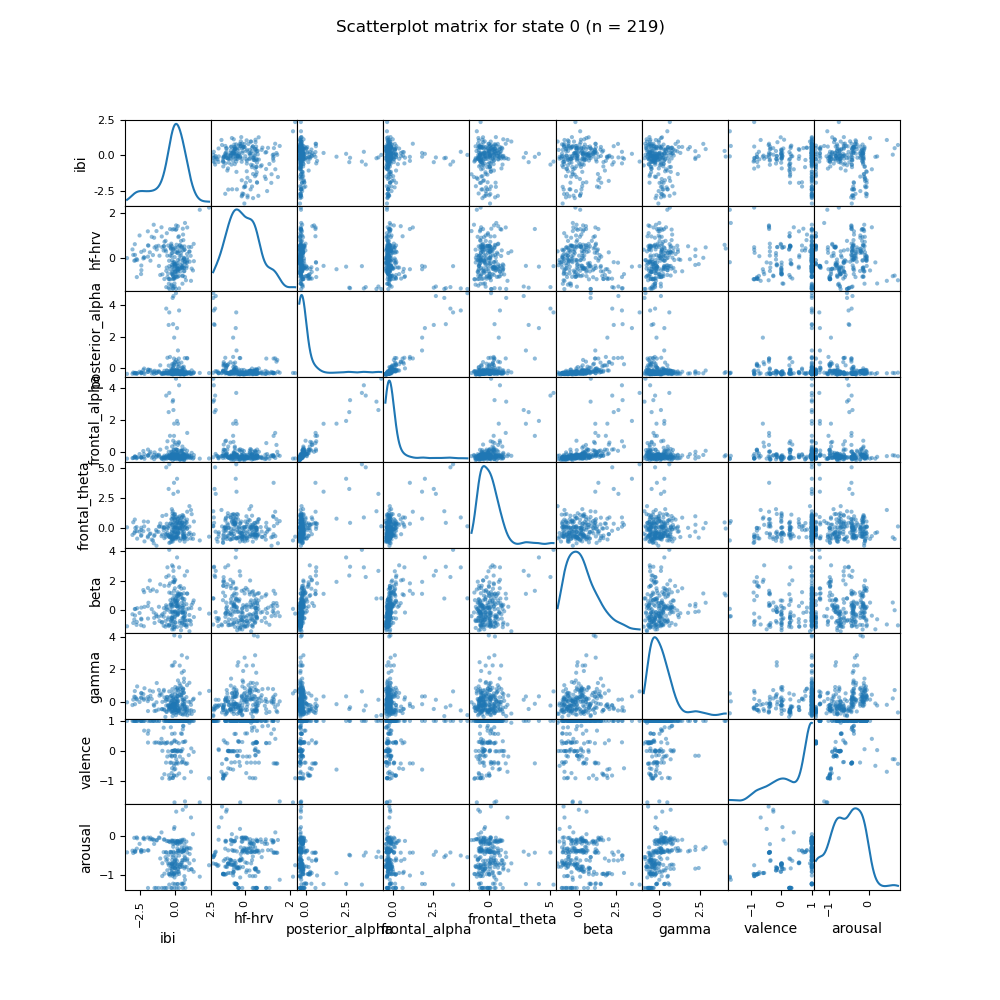 Scatterplot matrix for state 0 (n = 219)
ibi
2.5
0.0
−2.5
hf-hrv
2
0
posterior_alpha
4
2
0
frontal_alpha
4
2
0
frontal_theta
5.0
2.5
0.0
beta
4
2
0
gamma
4
2
0
valence
1
0
−1
arousal
0
−1
−2.5 0.0 2.5 0 2 0.0 2.5 0.0 2.5 0 5 0.0 2.5 0.0 2.5 −1 0 1 −1 0
ibi hf-hrv posterior_alpha frontal_alpha frontal_theta beta gamma valence arousal